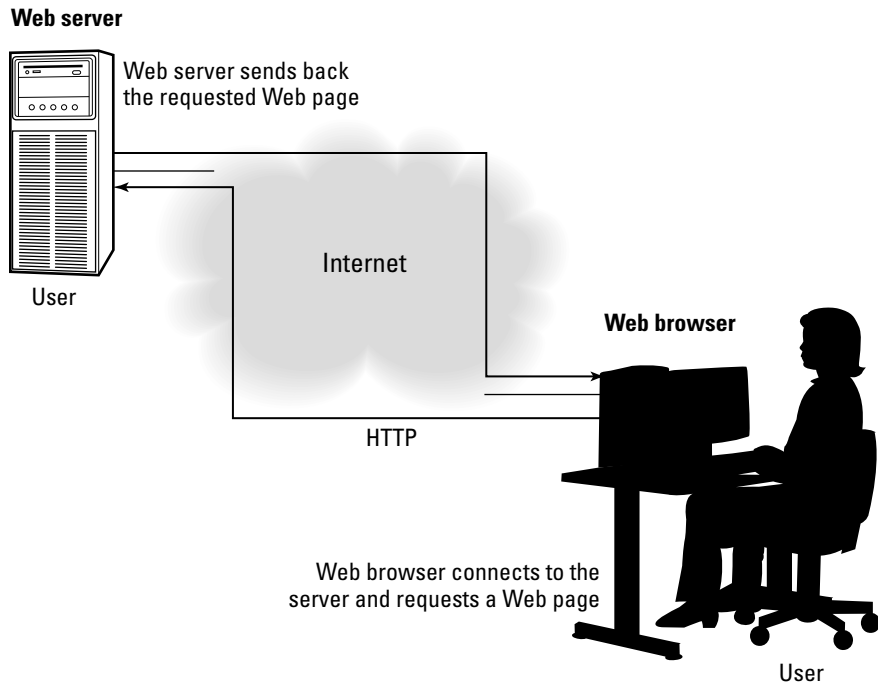 Web server
Web server sends back
the requested Web page
Internet
User
Web browser
HTTP
Web browser connects to the
server and requests a Web page
User